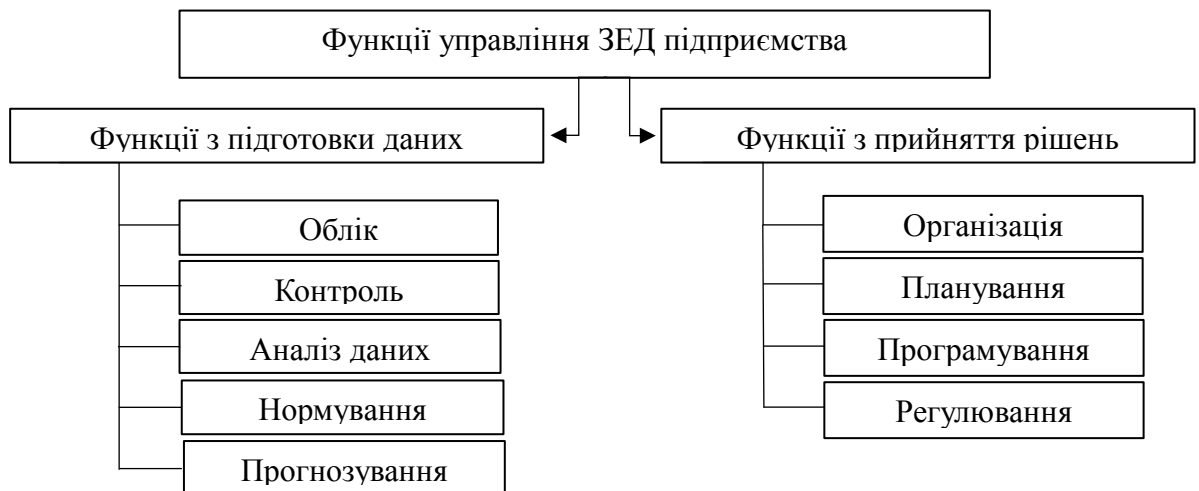 Функції управління ЗЕД підприємства
Функції з підготовки даних
Функції з прийняття рішень
Облік
Контроль
Аналіз даних
Нормування
Прогнозування
Організація
Планування
Програмування
Регулювання